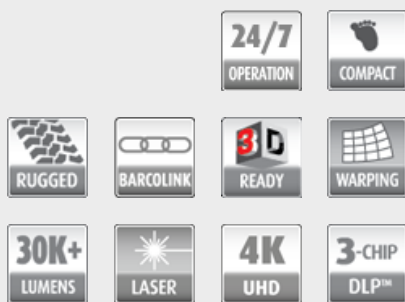 24/7
OPERATION
COMPACT
RUGGED
BARCOLINK
3D
READY
WARPING
30K+
LUMENS
LASER
4K
UHD
3-CHIP
DLP™